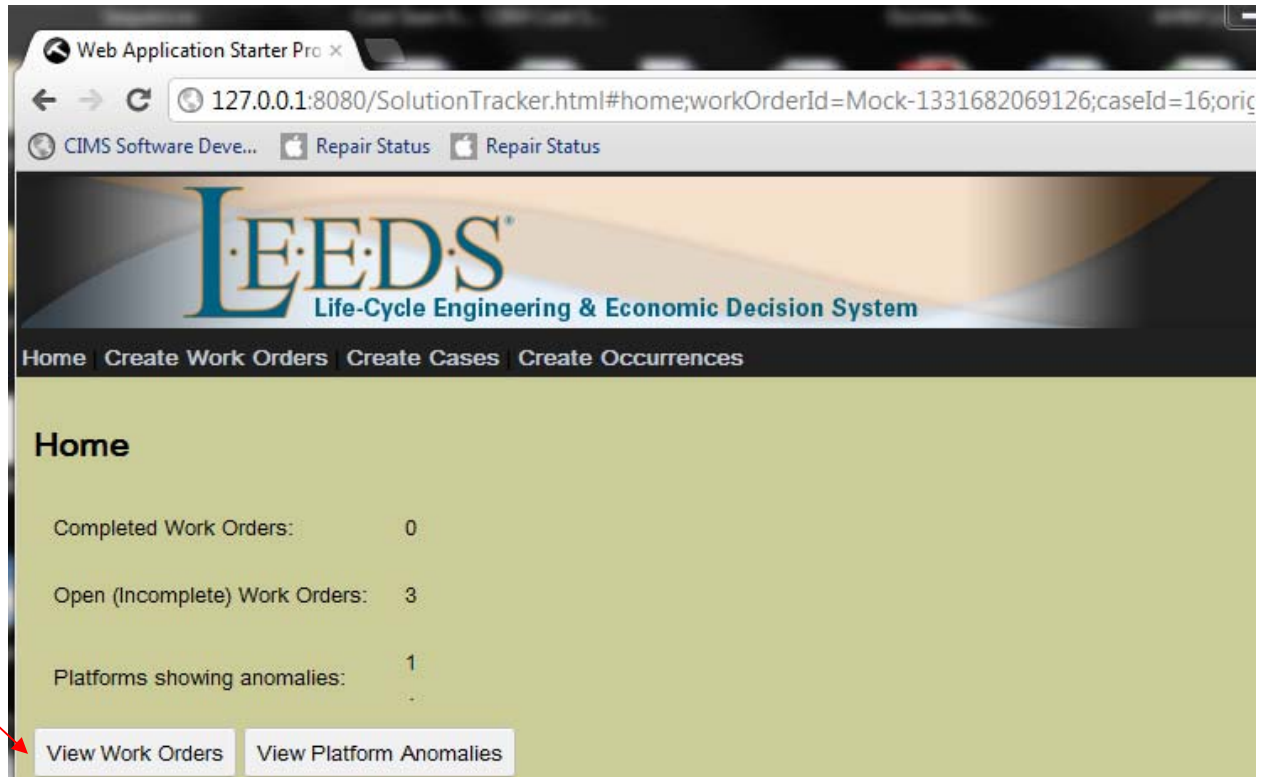 Web Application Starter Pro ×
127.0.0.1:8080/SolutionTracker.html#home;workOrderId=Mock-1331682069126;caseId=16;orig
CIMS Software Deve... Repair Status Repair Status
L·E·E·D·S®
Life-Cycle Engineering & Economic Decision System
Home | Create Work Orders | Create Cases | Create Occurrences
Home
Completed Work Orders: 0
Open (Incomplete) Work Orders: 3
Platforms showing anomalies: 1
View Work Orders View Platform Anomalies